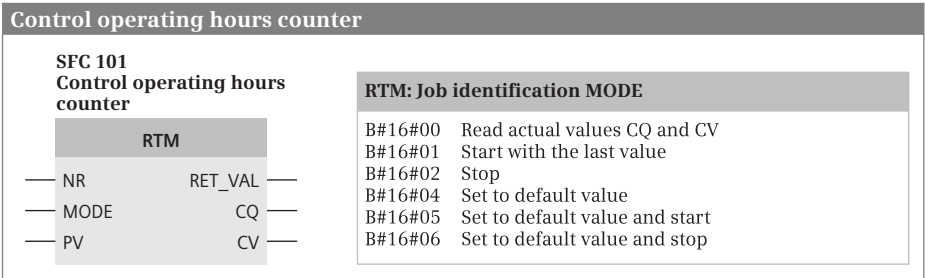 Control operating hours counter
SFC 101
Control operating hours
counter
RTM
NR RET_VAL
MODE CQ
PV CV
RTM: Job identification MODE
B#16#00 Read actual values CQ and CV
B#16#01 Start with the last value
B#16#02 Stop
B#16#04 Set to default value
B#16#05 Set to default value and start
B#16#06 Set to default value and stop